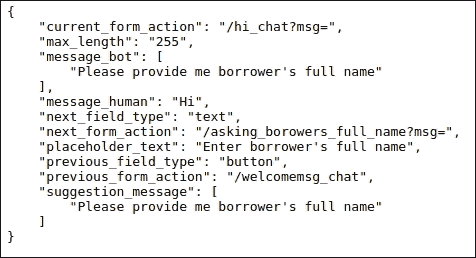 {
"current_form_action": "/hi_chat?msg=",
"max_length": "255",
"message_bot": [
"Please provide me borrower's full name"
],
"message_human": "Hi",
"next_field_type": "text",
"next_form_action": "/asking_borowers_full_name?msg=",
"placeholder_text": "Enter borrower's full name",
"previous_field_type": "button",
"previous_form_action": "/welcomemsg_chat",
"suggestion_message": [
"Please provide me borrower's full name"
]
}